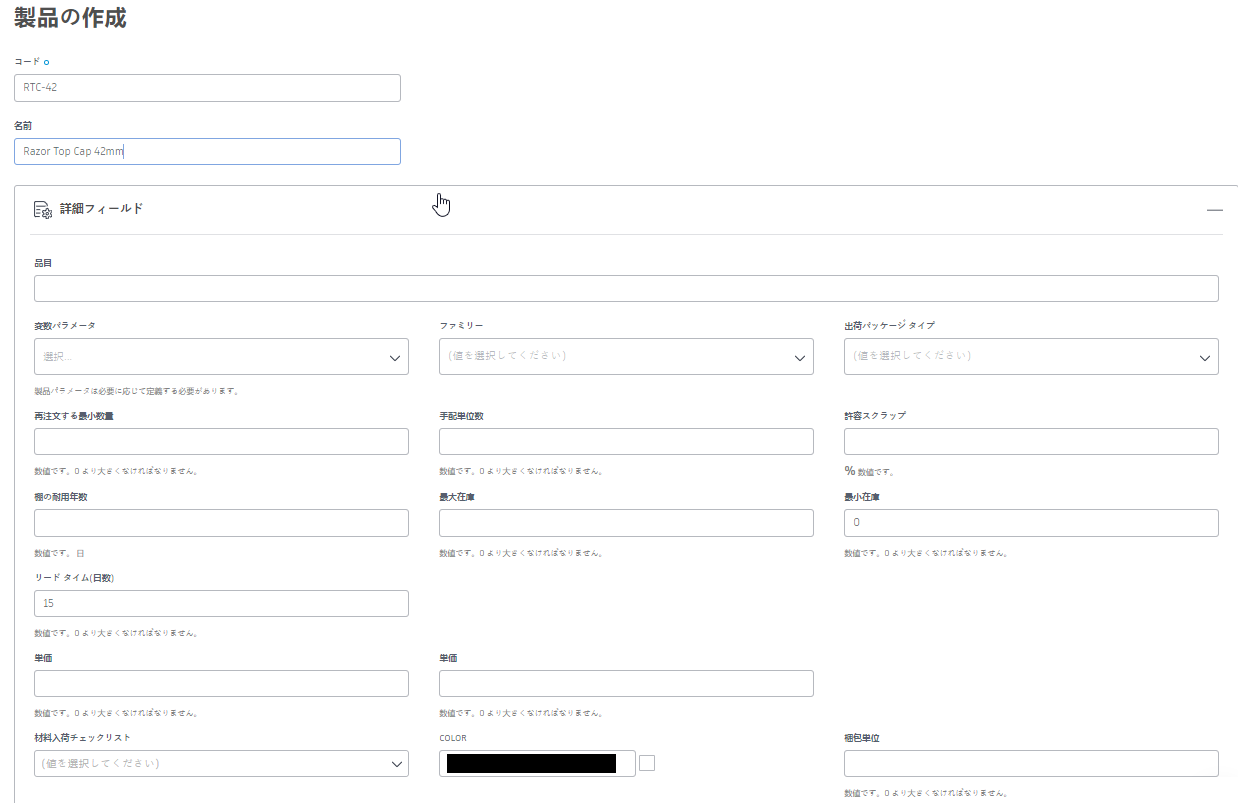 製品の作成
コード
RTC-42
名前
Razor Top Cap 42mm
詳細フィールド
品目
変数パラメータ ファミリー 出荷パッケージ タイプ
選択... (値を選択してください) (値を選択してください)
製品パラメータは必要に応じて定義する必要があります。
再注文する最小数量 手配単位数 許容スクラップ
数値です。0 より大きくなければなりません。 数値です。0 より大きくなければなりません。 % 数値です。
棚の耐用年数 最大在庫 最小在庫
0
数値です。 日 数値です。0 より大きくなければなりません。 数値です。0 より大きくなければなりません。
リード タイム(日数)
15
数値です。0 より大きくなければなりません。
単価 単価
数値です。0 より大きくなければなりません。 数値です。0 より大きくなければなりません。
材料入荷チェックリスト COLOR 梱包単位
(値を選択してください)
数値です。0 より大きくなければなりません。